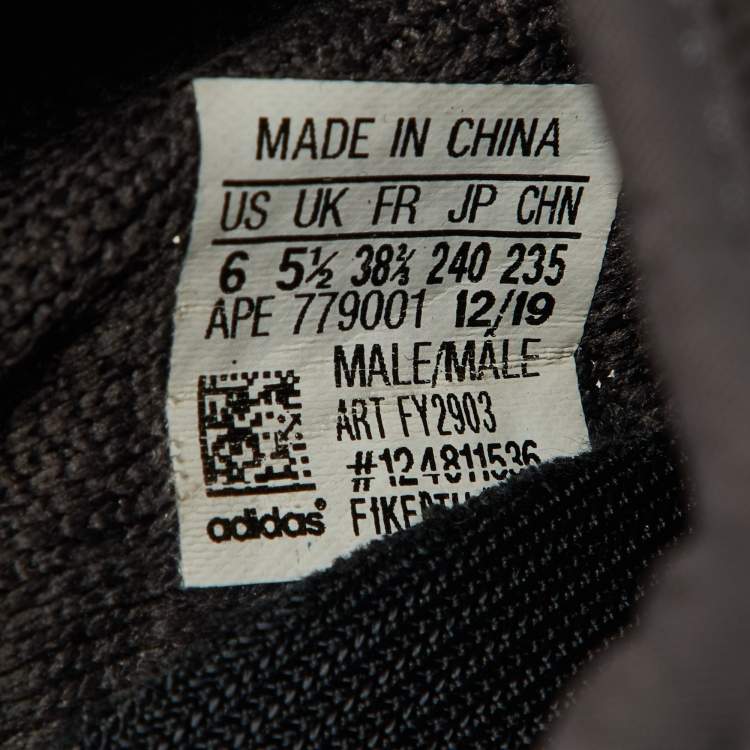 MADE IN CHINA
US UK FR JP CHN
6 5½ 38⅔ 240 235
APE 779001 12/19
MALE/MÂLE
ART FY2903
#124811536
adidas®